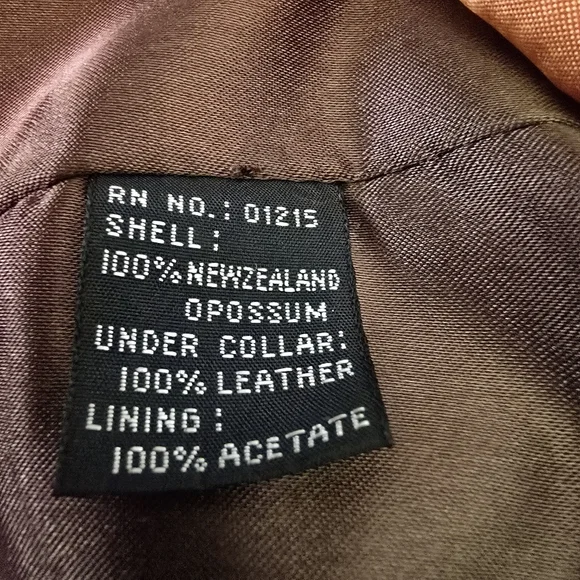 RN NO.: 01215
SHELL:
100% NEWZEALAND
OPOSSUM
UNDER COLLAR:
100% LEATHER
LINING:
100% ACETATE